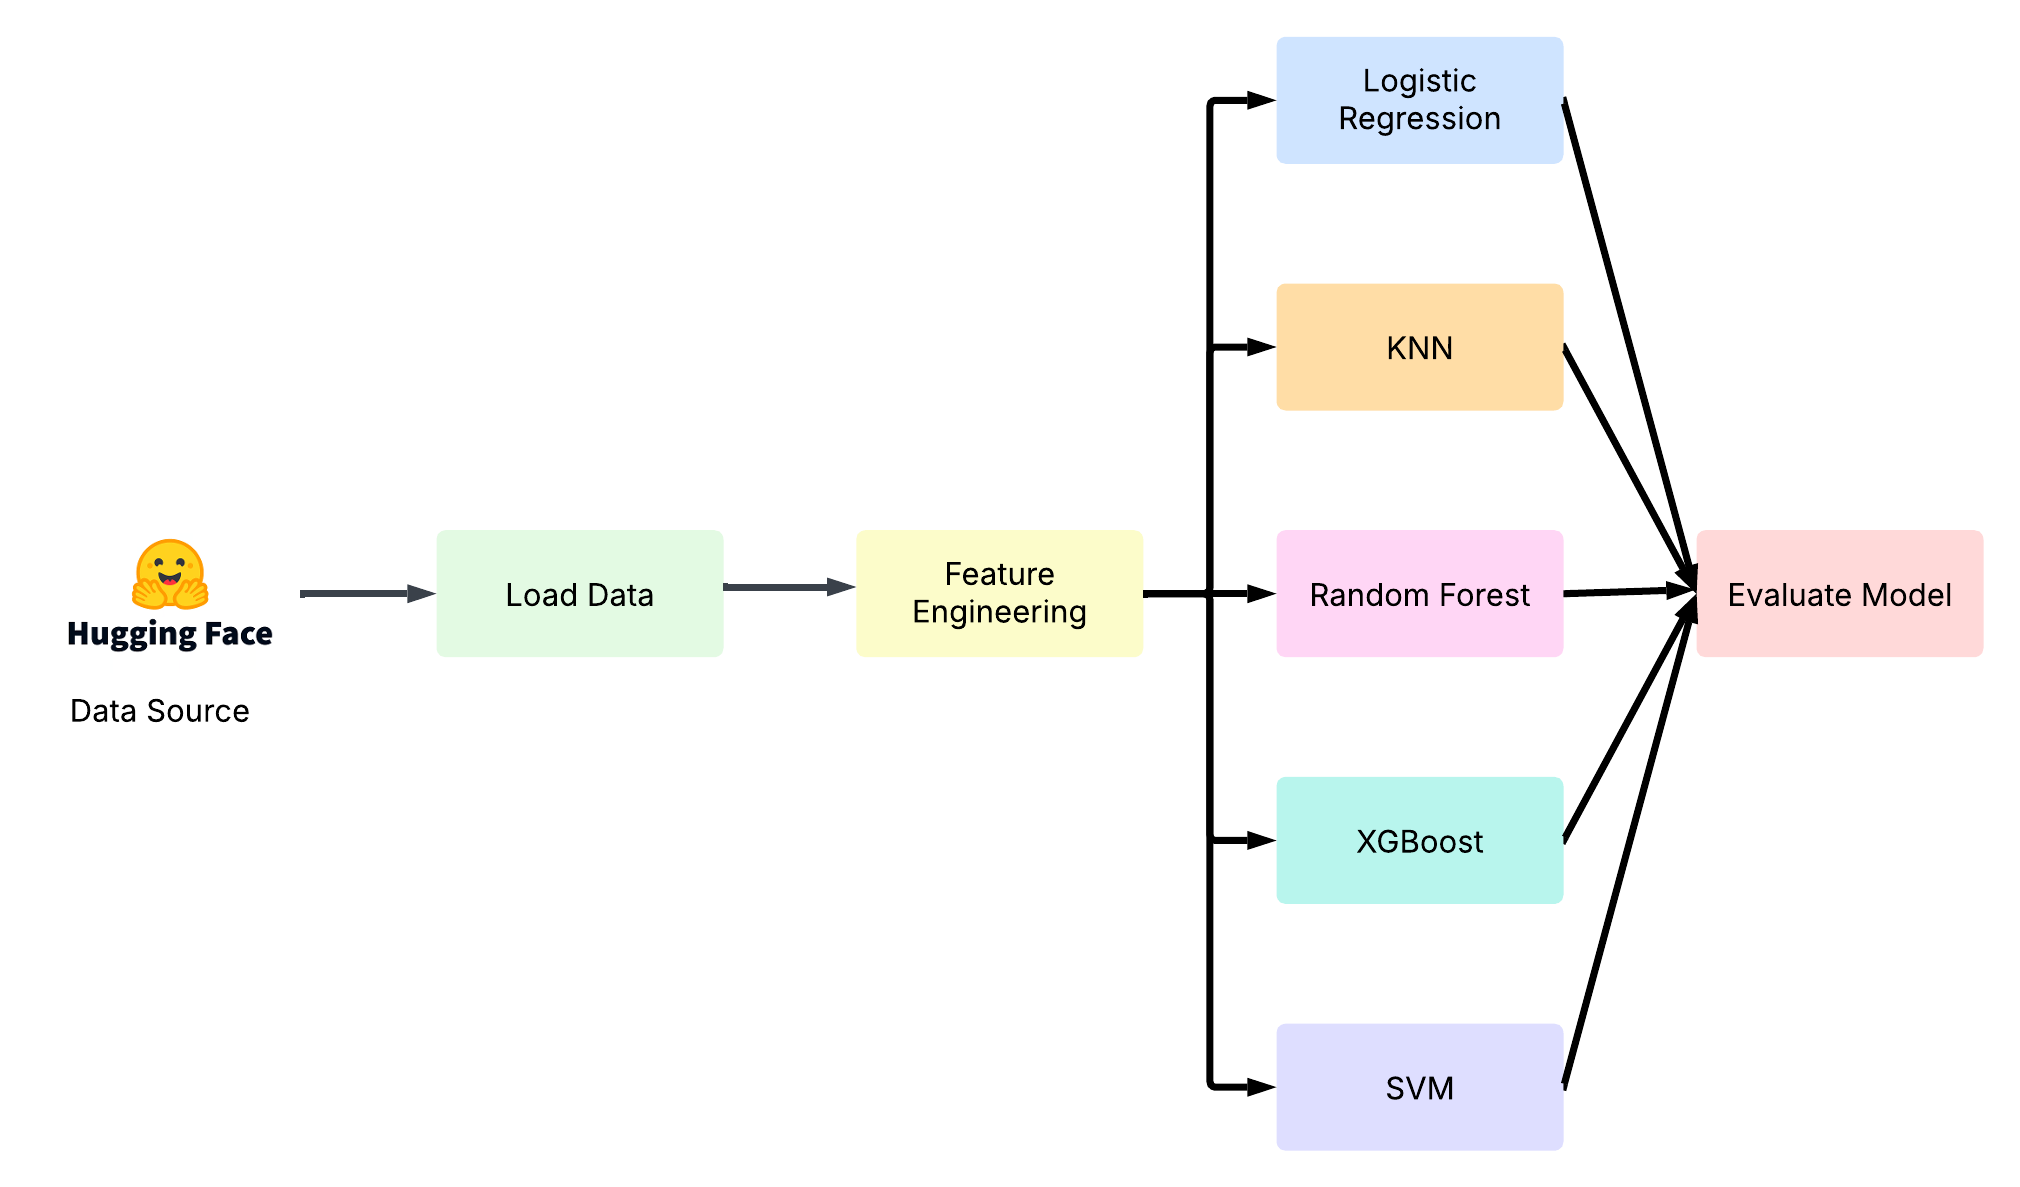 Hugging Face
Data Source
Load Data
Feature
Engineering
Logistic
Regression
KNN
Random Forest
XGBoost
SVM
Evaluate Model